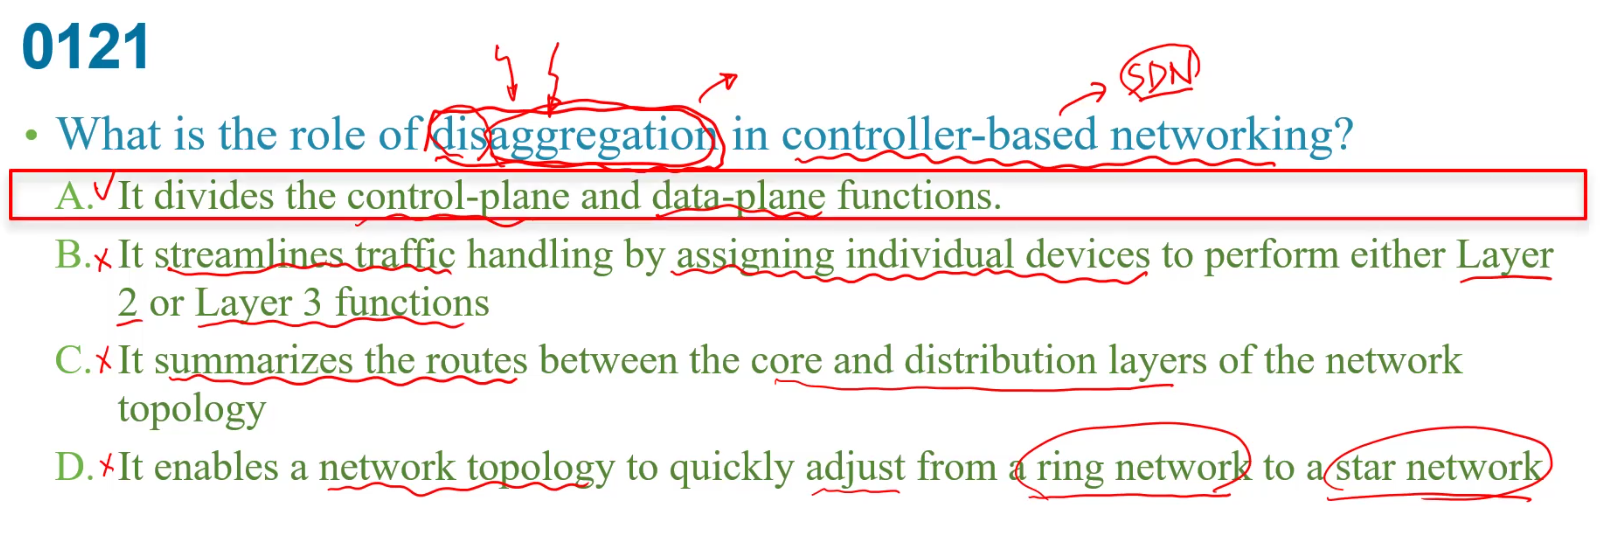 0121
SDN
• What is the role of disaggregation in controller-based networking?
A. It divides the control-plane and data-plane functions.
B. It streamlines traffic handling by assigning individual devices to perform either Layer
2 or Layer 3 functions
C. It summarizes the routes between the core and distribution layers of the network
topology
D. It enables a network topology to quickly adjust from a ring network to a star network